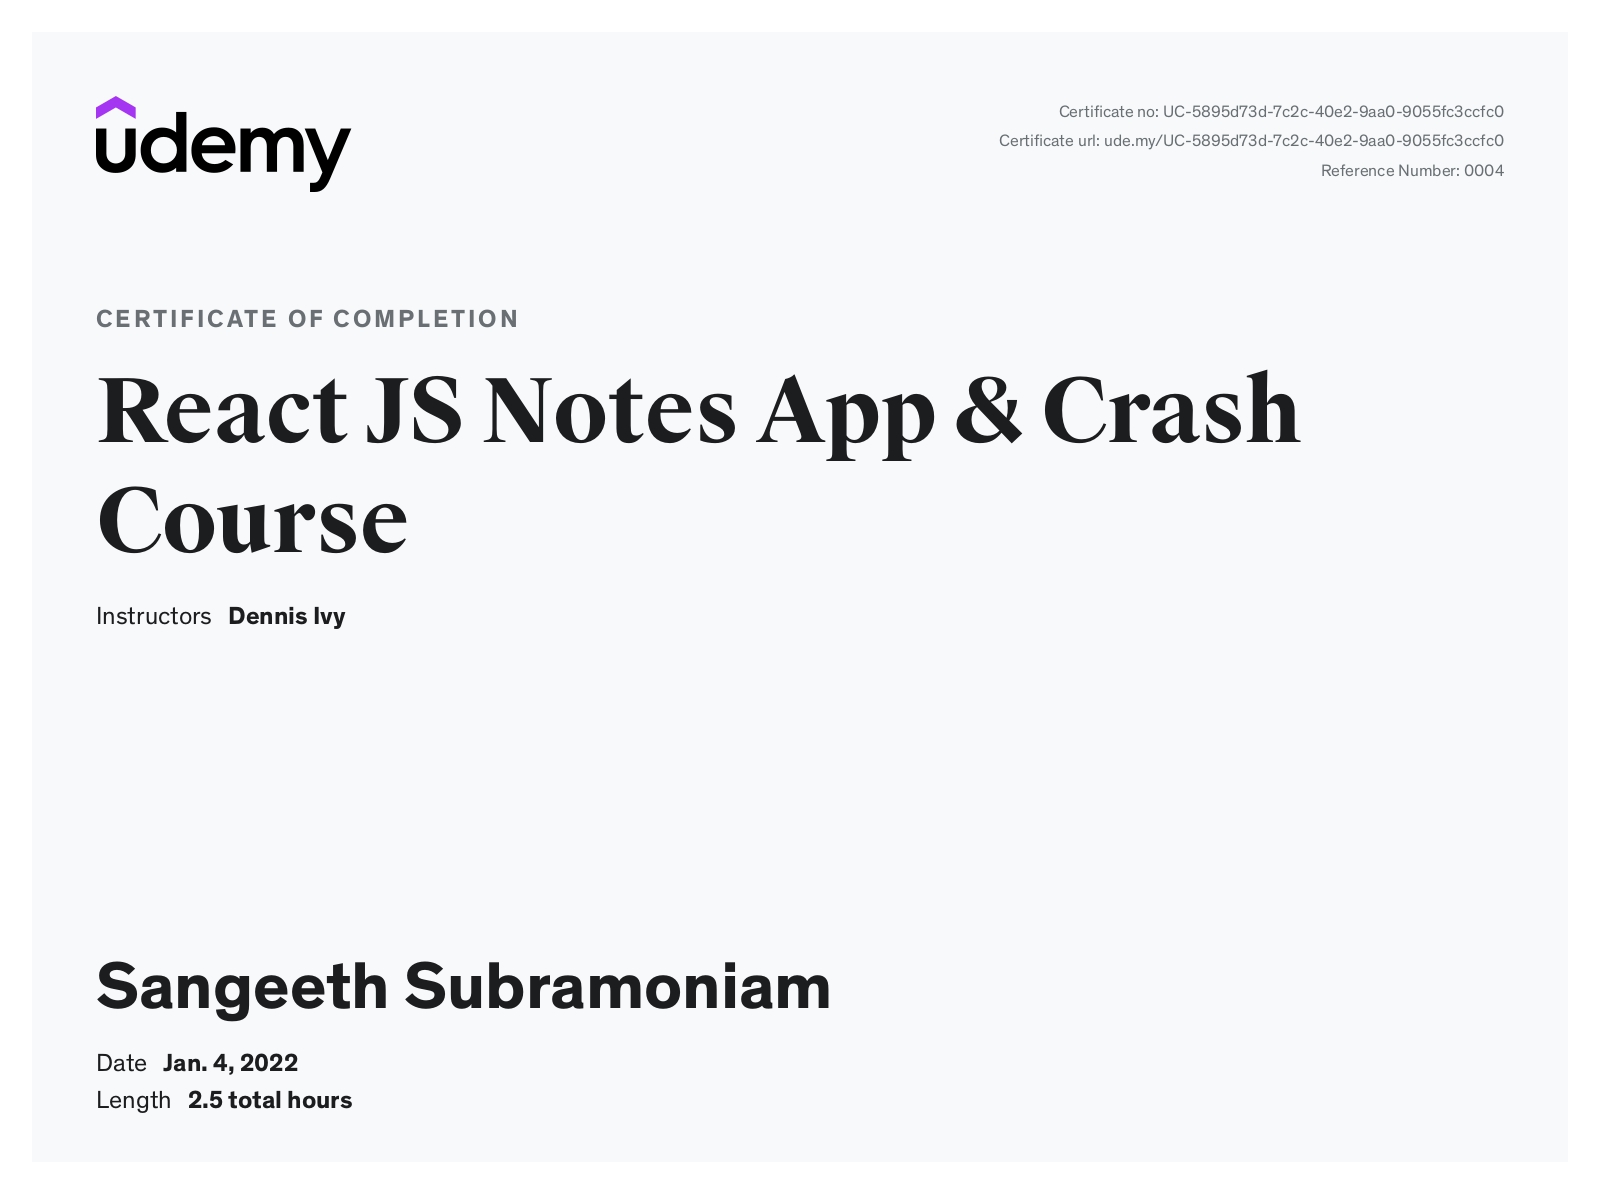 udemy
Certificate no: UC-5895d73d-7c2c-40e2-9aa0-9055fc3ccfc0
Certificate url: ude.my/UC-5895d73d-7c2c-40e2-9aa0-9055fc3ccfc0
Reference Number: 0004
CERTIFICATE OF COMPLETION
React JS Notes App & Crash
Course
Instructors Dennis Ivy
Sangeeth Subramoniam
Date Jan. 4, 2022
Length 2.5 total hours